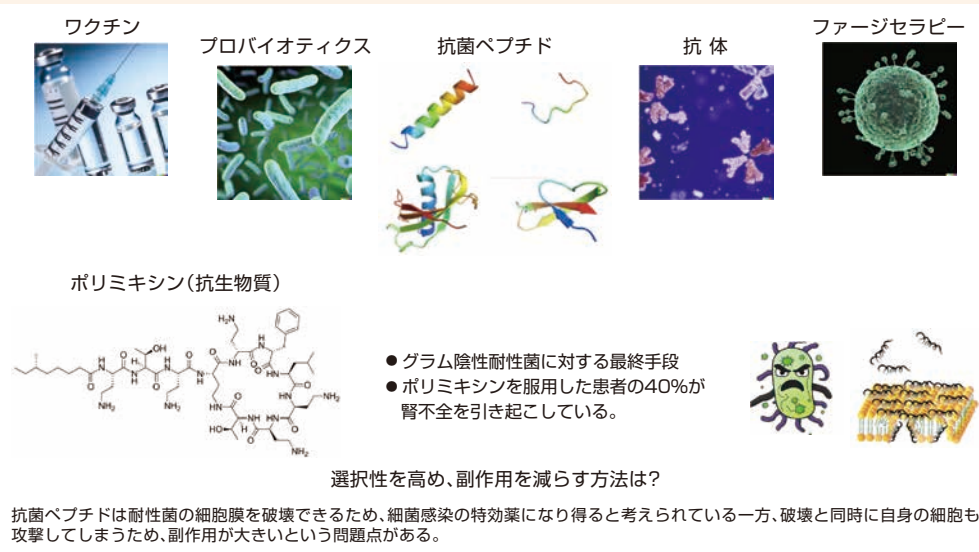 ワクチン
プロバイオティクス
抗菌ペプチド
抗 体
ファージセラピー
ポリミキシン(抗生物質)
H₂N
OH
NH₂
NH₂
NH₂
HO
NH₂
● グラム陰性耐性菌に対する最終手段
● ポリミキシンを服用した患者の40%が
腎不全を引き起こしている。
選択性を高め、副作用を減らす方法は?
抗菌ペプチドは耐性菌の細胞膜を破壊できるため、細菌感染の特効薬になり得ると考えられている一方、破壊と同時に自身の細胞も
攻撃してしまうため、副作用が大きいという問題点がある。